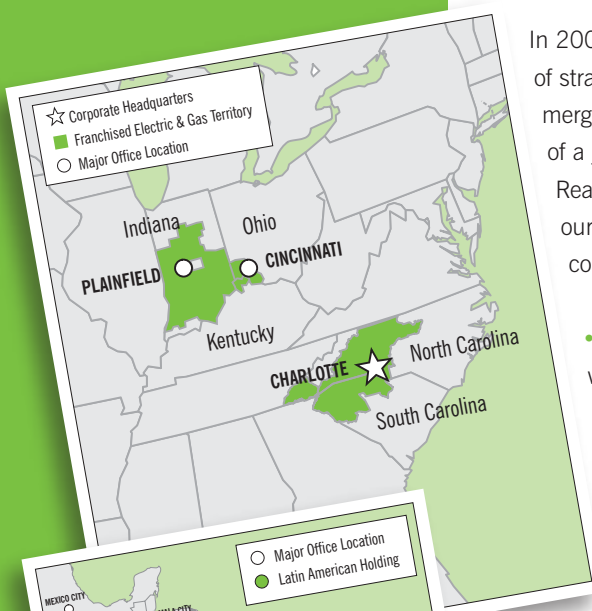 Corporate Headquarters
Franchised Electric & Gas Territory
Major Office Location
Indiana
Ohio
PLAINFIELD
CINCINNATI
Kentucky
CHARLOTTE
North Carolina
South Carolina
In 200
of stra
merg
of a
Rea
our
co
Major Office Location
Latin American Holding
MEXICO CITY